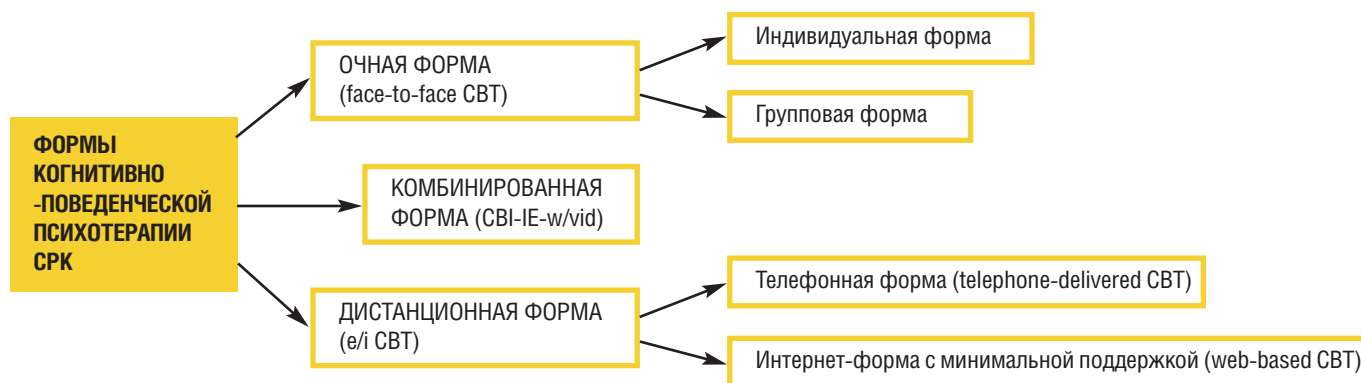 ФОРМЫ
КОГНИТИВНО
-ПОВЕДЕНЧЕСКОЙ
ПСИХОТЕРАПИИ
СРК
ОЧНАЯ ФОРМА
(face-to-face CBT)
Индивидуальная форма
Групповая форма
КОМБИНИРОВАННАЯ
ФОРМА (CBI-IE-w/vid)
ДИСТАНЦИОННАЯ ФОРМА
(e/i CBT)
Телефонная форма (telephone-delivered CBT)
Интернет-форма с минимальной поддержкой (web-based CBT)